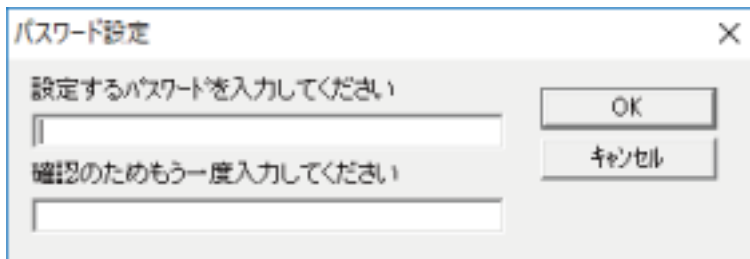 パスワード設定
設定するパスワードを入力してください
OK
確認のためもう一度入力してください
キャンセル